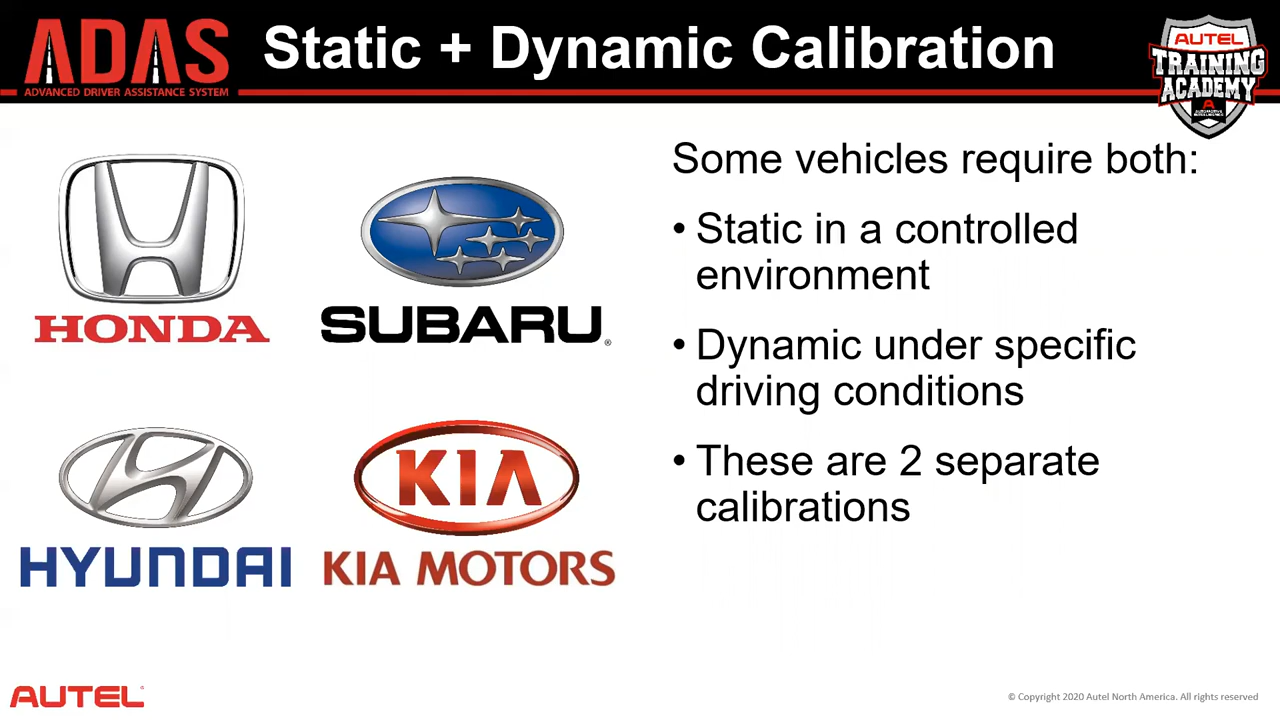 ADAS
ADVANCED DRIVER ASSISTANCE SYSTEM
Static + Dynamic Calibration
AUTEL
TRAINING
ACADEMY
HONDA
SUBARU®
HYUNDAI
KIA
KIA MOTORS
Some vehicles require both:
• Static in a controlled
environment
• Dynamic under specific
driving conditions
• These are 2 separate
calibrations
AUTEL
© Copyright 2020 Autel North America. All rights reserved